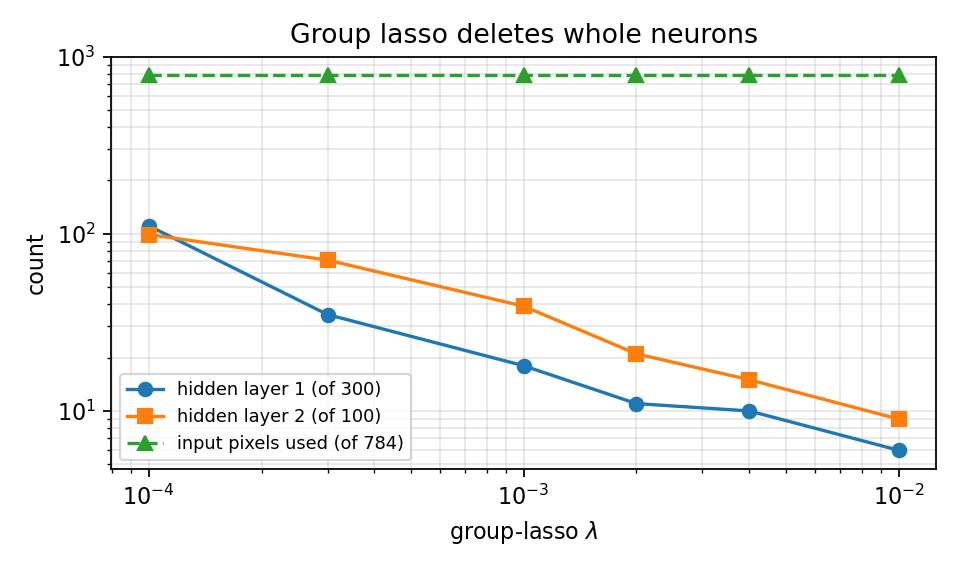 Group lasso deletes whole neurons
count
10³
10²
10¹
hidden layer 1 (of 300)
hidden layer 2 (of 100)
input pixels used (of 784)
10⁻⁴ 10⁻³ 10⁻²
group-lasso λ